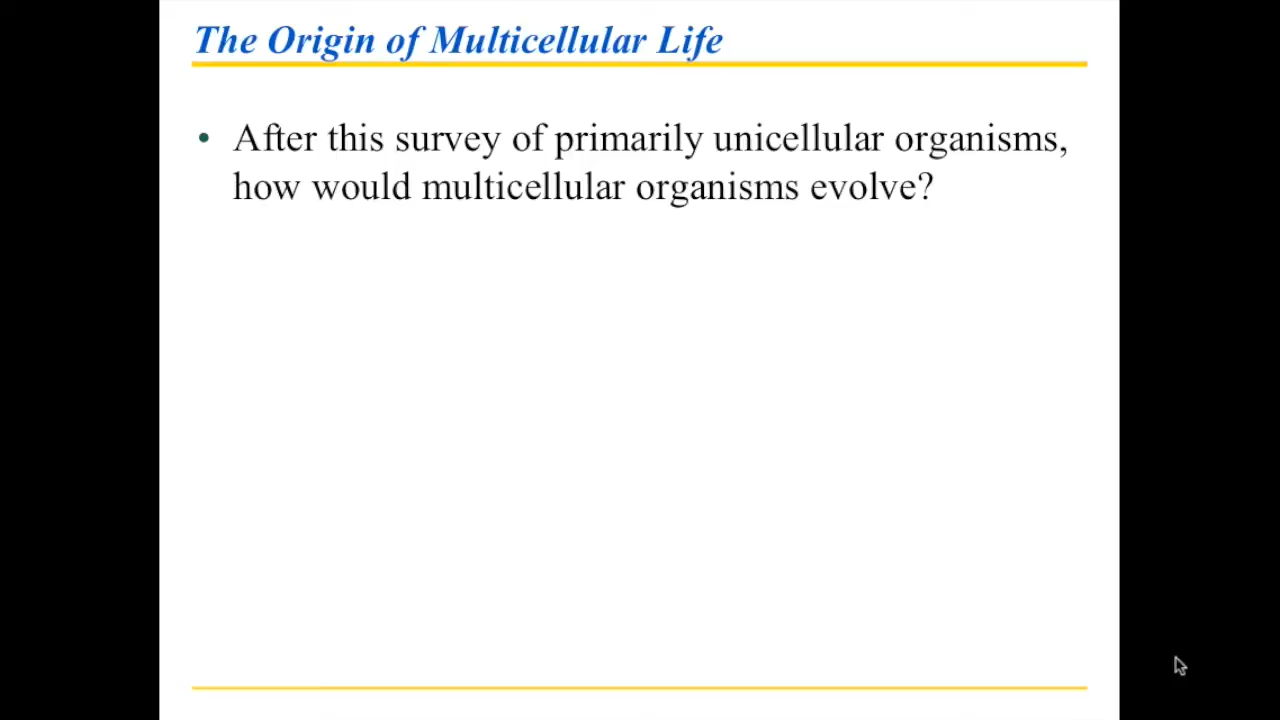 The Origin of Multicellular Life
• After this survey of primarily unicellular organisms,
how would multicellular organisms evolve?